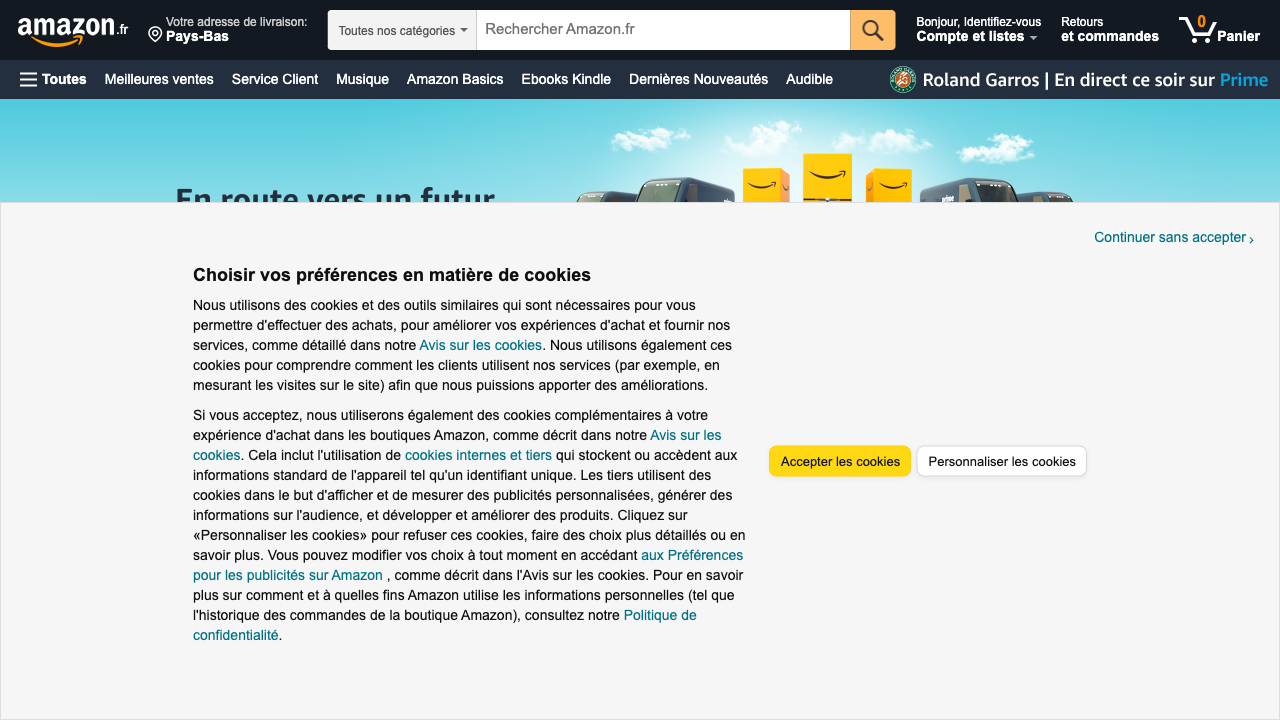 amazon.fr
Votre adresse de livraison:
Pays-Bas
Toutes nos catégories
Rechercher Amazon.fr
Bonjour, Identifiez-vous
Compte et listes
Retours
et commandes
0
Panier
Toutes
Meilleures ventes
Service Client
Musique
Amazon Basics
Ebooks Kindle
Dernières Nouveautés
Audible
Roland Garros | En direct ce soir sur Prime
En route vers un futur
Continuer sans accepter
Choisir vos préférences en matière de cookies
Nous utilisons des cookies et des outils similaires qui sont nécessaires pour vous
permettre d'effectuer des achats, pour améliorer vos expériences d'achat et fournir nos
services, comme détaillé dans notre Avis sur les cookies. Nous utilisons également ces
cookies pour comprendre comment les clients utilisent nos services (par exemple, en
mesurant les visites sur le site) afin que nous puissions apporter des améliorations.
Si vous acceptez, nous utiliserons également des cookies complémentaires à votre
expérience d'achat dans les boutiques Amazon, comme décrit dans notre Avis sur les
cookies. Cela inclut l'utilisation de cookies internes et tiers qui stockent ou accèdent aux
informations standard de l'appareil tel qu'un identifiant unique. Les tiers utilisent des
cookies dans le but d'afficher et de mesurer des publicités personnalisées, générer des
informations sur l'audience, et développer et améliorer des produits. Cliquez sur
«Personnaliser les cookies» pour refuser ces cookies, faire des choix plus détaillés ou en
savoir plus. Vous pouvez modifier vos choix à tout moment en accédant aux Préférences
pour les publicités sur Amazon , comme décrit dans l'Avis sur les cookies. Pour en savoir
plus sur comment et à quelles fins Amazon utilise les informations personnelles (tel que
l'historique des commandes de la boutique Amazon), consultez notre Politique de
confidentialité.
Accepter les cookies
Personnaliser les cookies